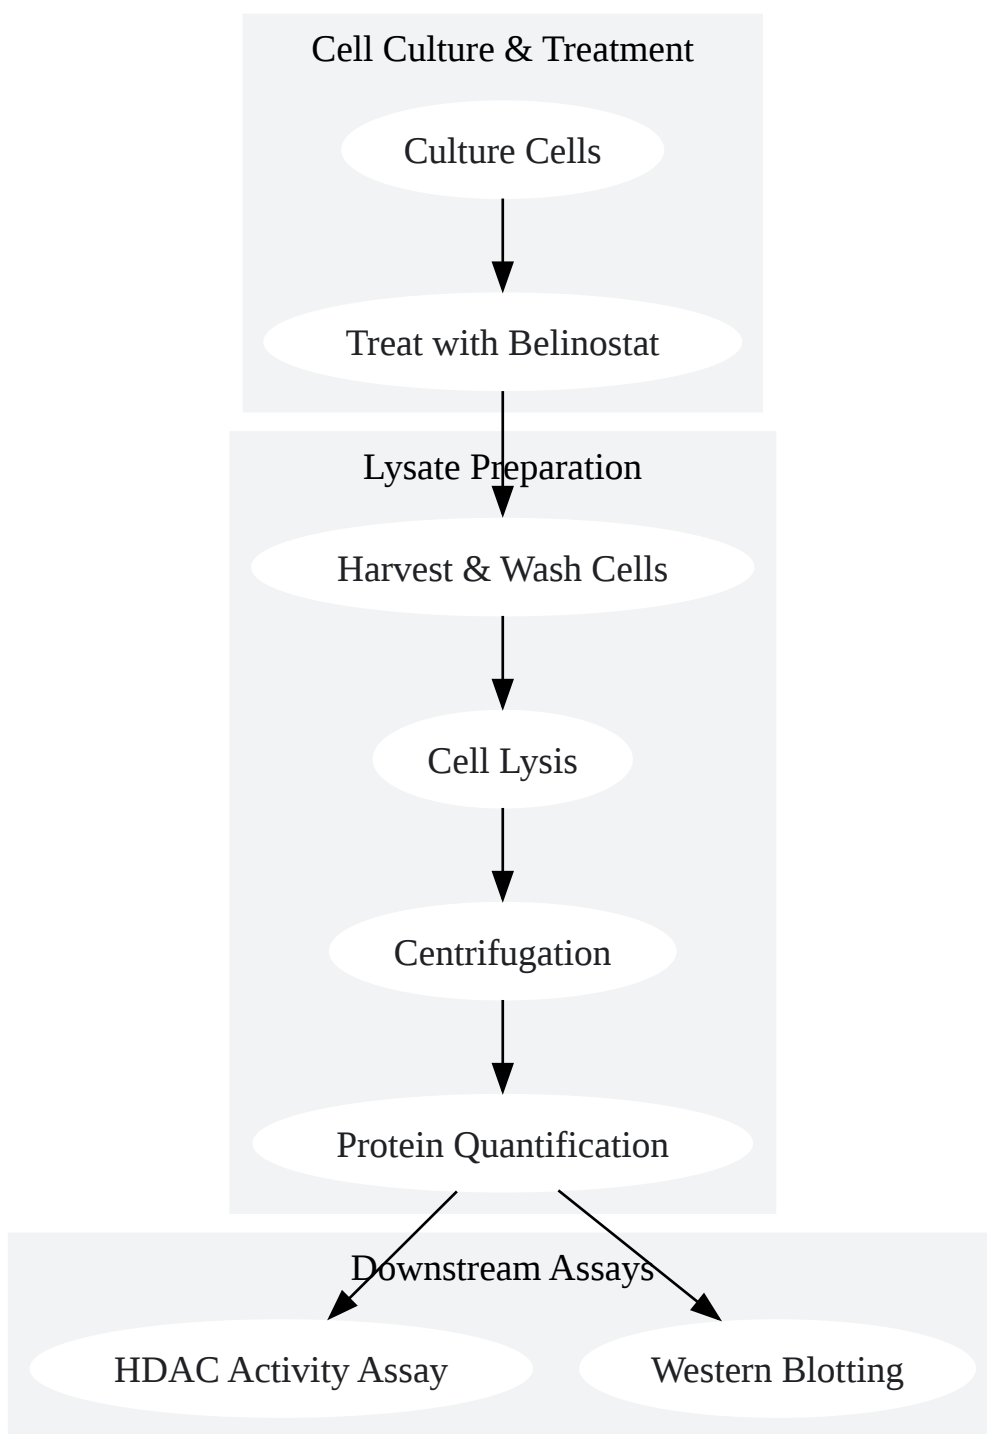 Cell Culture & Treatment
Culture Cells
Treat with Belinostat
Lysate Preparation
Harvest & Wash Cells
Cell Lysis
Centrifugation
Protein Quantification
Downstream Assays
HDAC Activity Assay
Western Blotting